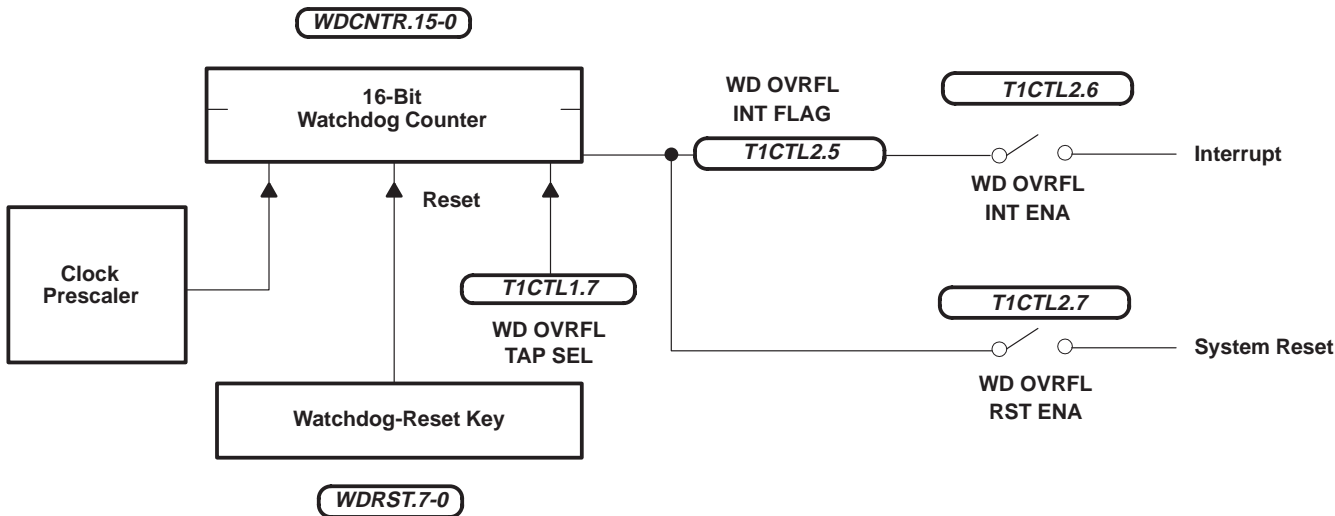 WDCNTR.15-0
16-Bit
Watchdog Counter
WD OVRFL
INT FLAG
T1CTL2.5
T1CTL2.6
WD OVRFL
INT ENA
Interrupt
Reset
Clock
Prescaler
T1CTL1.7
WD OVRFL
TAP SEL
T1CTL2.7
WD OVRFL
RST ENA
System Reset
Watchdog-Reset Key
WDRST.7-0